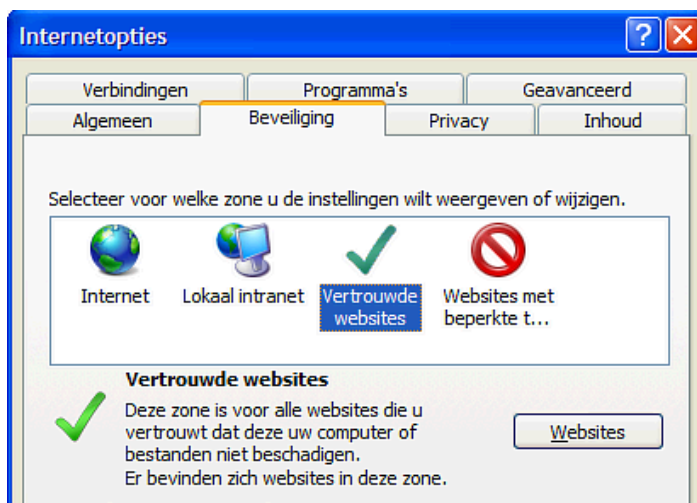 Internetopties
Verbindingen Programma's Geavanceerd
Algemeen Beveiliging Privacy Inhoud
Selecteer voor welke zone u de instellingen wilt weergeven of wijzigen.
Internet Lokaal intranet Vertrouwde websites Websites met beperkte t...
Vertrouwde websites
Deze zone is voor alle websites die u
vertrouwt dat deze uw computer of
bestanden niet beschadigen.
Er bevinden zich websites in deze zone.
Websites